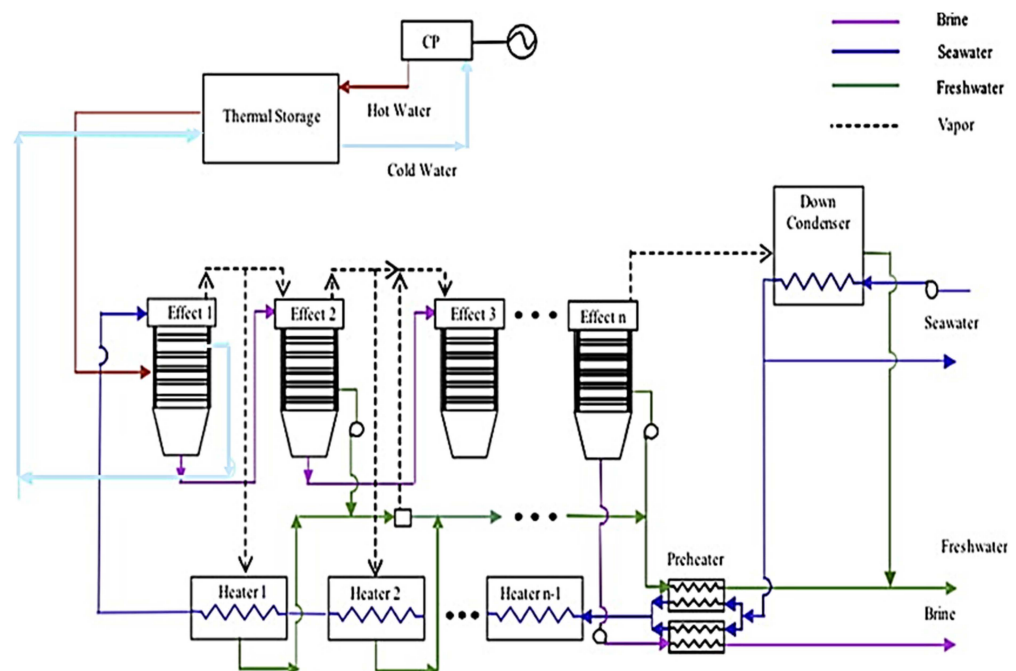 CP
Brine
Seawater
Freshwater
Vapor
Thermal Storage
Hot Water
Cold Water
Down
Condenser
Effect 1
Effect 2
Effect 3
Effect n
Seawater
Preheater
Freshwater
Heater 1
Heater 2
Heater n-1
Brine